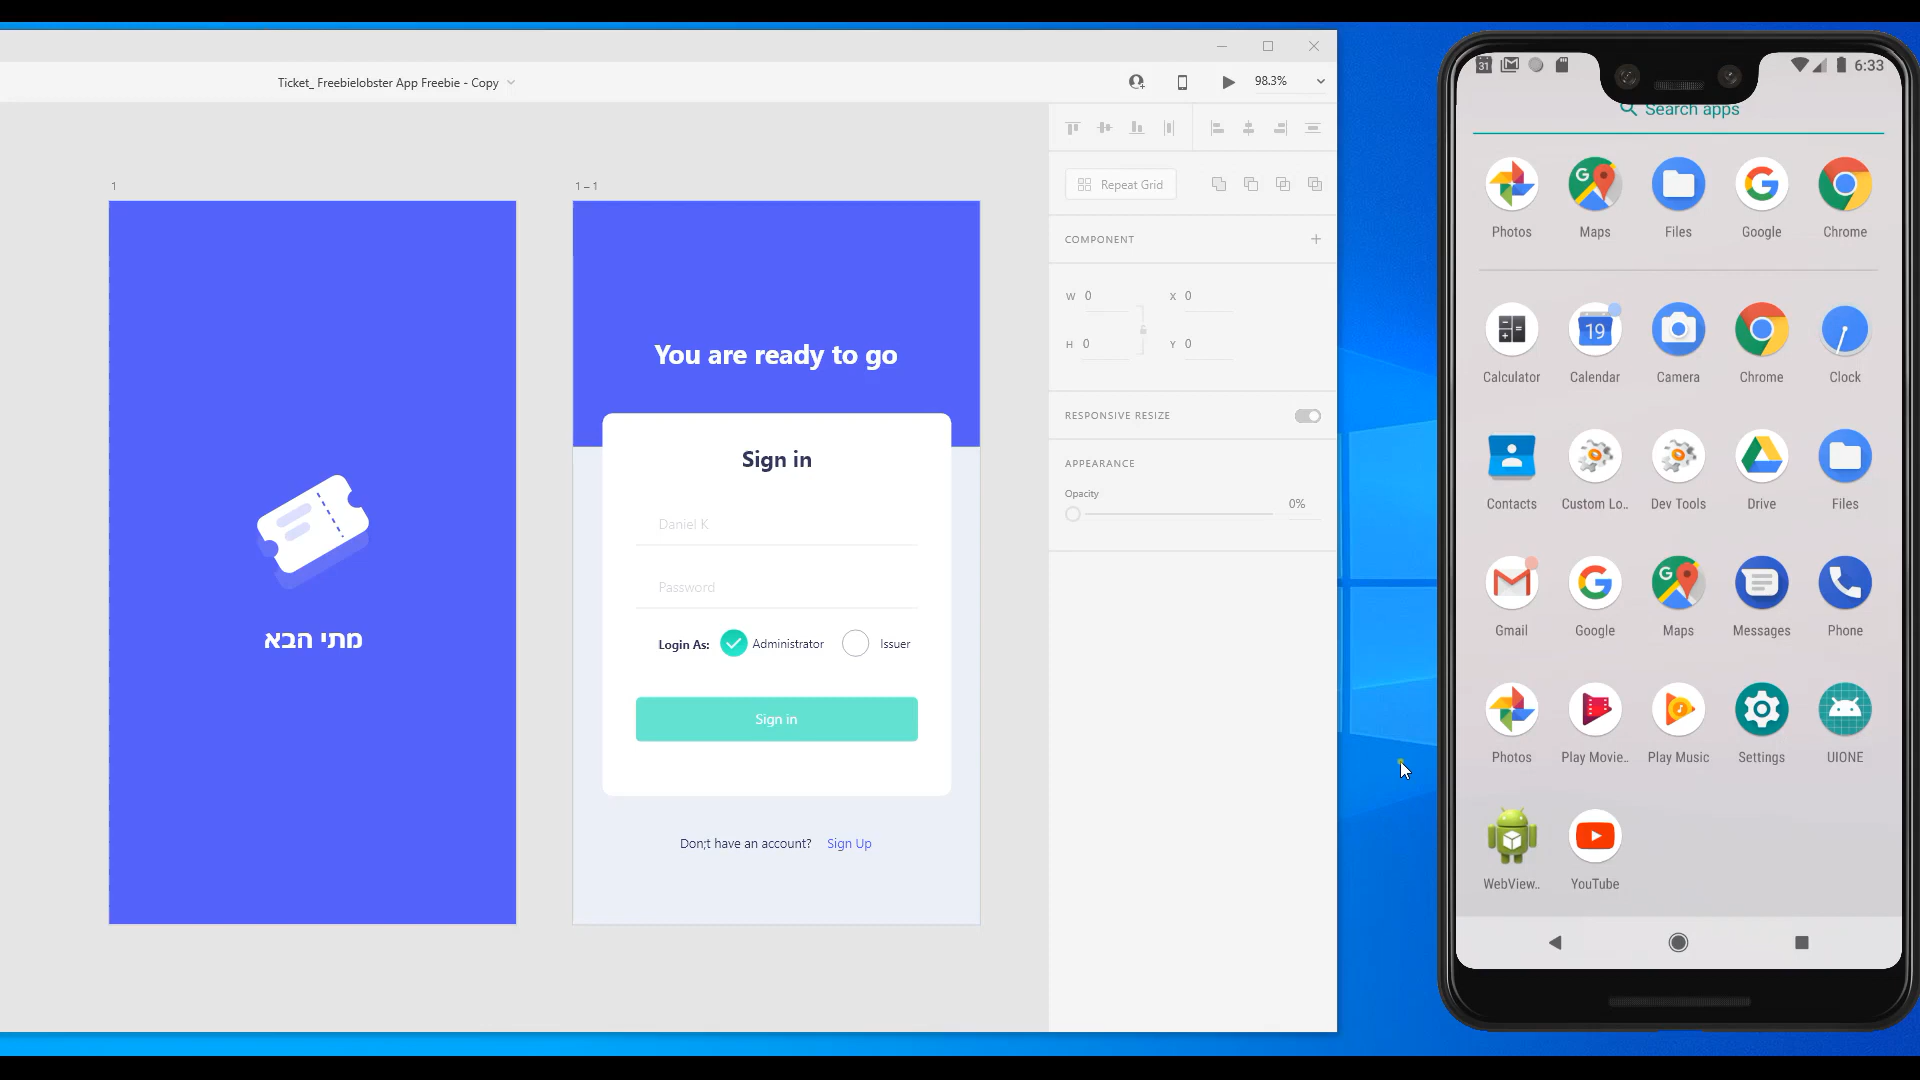 Ticket_ Freebielobster App Freebie - Copy
98.3%
1
1 – 1
מתי הבא
You are ready to go
Sign in
Daniel K
Password
Login As:
Administrator
Issuer
Sign in
Don;t have an account?
Sign Up
Repeat Grid
COMPONENT
W 0
X 0
H 0
Y 0
RESPONSIVE RESIZE
APPEARANCE
Opacity
0%
31
6:33
Search apps
Photos
Maps
Files
Google
Chrome
19
Calculator
Calendar
Camera
Chrome
Clock
Contacts
Custom Lo..
Dev Tools
Drive
Files
Gmail
Google
Maps
Messages
Phone
Photos
Play Movie..
Play Music
Settings
UIONE
WebView..
YouTube